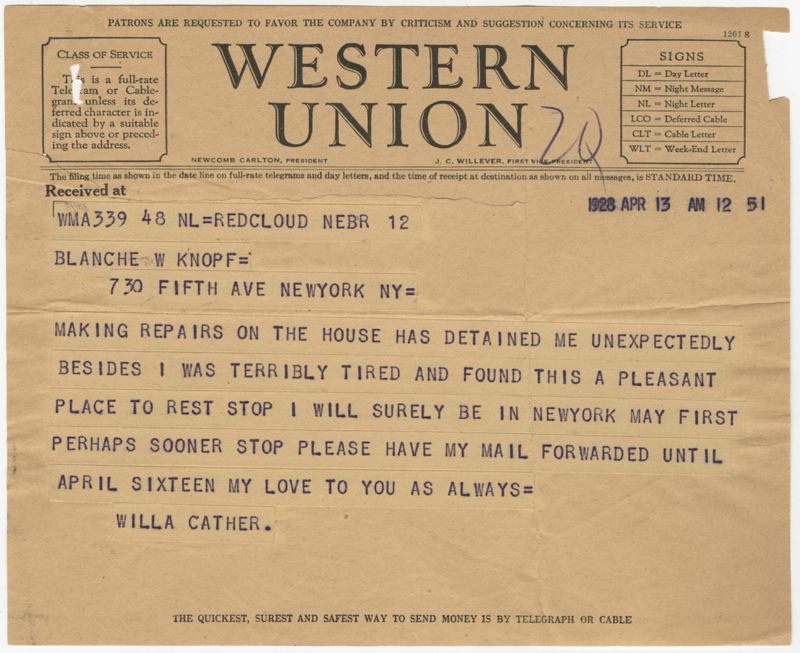 PATRONS ARE REQUESTED TO FAVOR THE COMPANY BY CRITICISM AND SUGGESTION CONCERNING ITS SERVICE
1201 S
CLASS OF SERVICE
This is a full-rate
Telegram or Cable-
gram unless its de-
ferred character is in-
dicated by a suitable
sign above or preced-
ing the address.
WESTERN
UNION
NEWCOMB CARLTON, PRESIDENT
J. C. WILLEVER, FIRST VICE-PRESIDENT
SIGNS
DL = Day Letter
NM = Night Message
NL = Night Letter
LCO = Deferred Cable
CLT = Cable Letter
WLT = Week-End Letter
The filing time as shown in the date line on full-rate telegrams and day letters, and the time of receipt at destination as shown on all messages, is STANDARD TIME.
Received at
1928 APR 13 AM 12 51
WMA339 48 NL=REDCLOUD NEBR 12
BLANCHE W KNOPF=
730 FIFTH AVE NEWYORK NY=
MAKING REPAIRS ON THE HOUSE HAS DETAINED ME UNEXPECTEDLY
BESIDES I WAS TERRIBLY TIRED AND FOUND THIS A PLEASANT
PLACE TO REST STOP I WILL SURELY BE IN NEWYORK MAY FIRST
PERHAPS SOONER STOP PLEASE HAVE MY MAIL FORWARDED UNTIL
APRIL SIXTEEN MY LOVE TO YOU AS ALWAYS=
WILLA CATHER.
THE QUICKEST, SUREST AND SAFEST WAY TO SEND MONEY IS BY TELEGRAPH OR CABLE